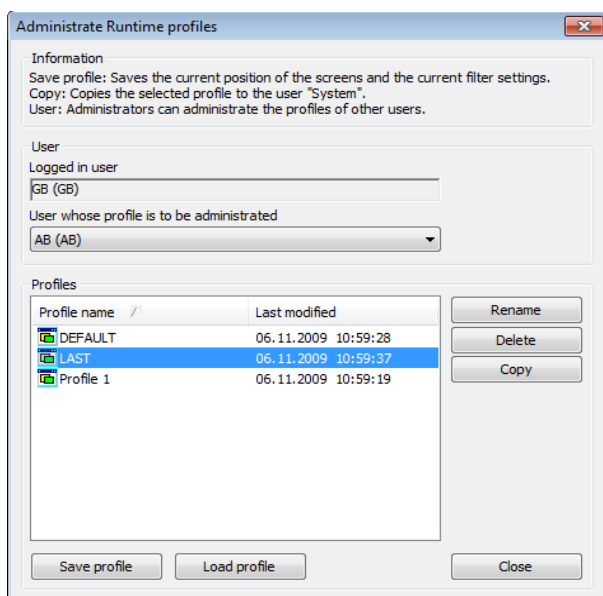 Administrate Runtime profiles
Information
Save profile: Saves the current position of the screens and the current filter settings.
Copy: Copies the selected profile to the user "System".
User: Administrators can administrate the profiles of other users.
User
Logged in user
GB (GB)
User whose profile is to be administrated
AB (AB)
Profiles
Profile name Last modified
DEFAULT 06.11.2009 10:59:28
LAST 06.11.2009 10:59:37
Profile 1 06.11.2009 10:59:19
Rename
Delete
Copy
Save profile Load profile Close